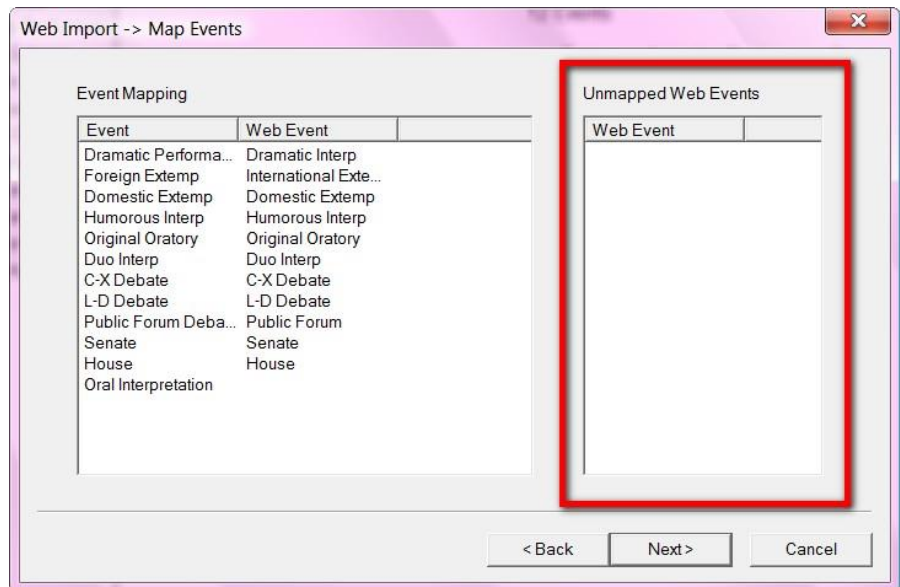 Web Import -> Map Events
Event Mapping
Unmapped Web Events
Event Web Event
Web Event
Dramatic Performa... Dramatic Interp
Foreign Extemp International Exte...
Domestic Extemp Domestic Extemp
Humorous Interp Humorous Interp
Original Oratory Original Oratory
Duo Interp Duo Interp
C-X Debate C-X Debate
L-D Debate L-D Debate
Public Forum Deba... Public Forum
Senate Senate
House House
Oral Interpretation
< Back Next > Cancel